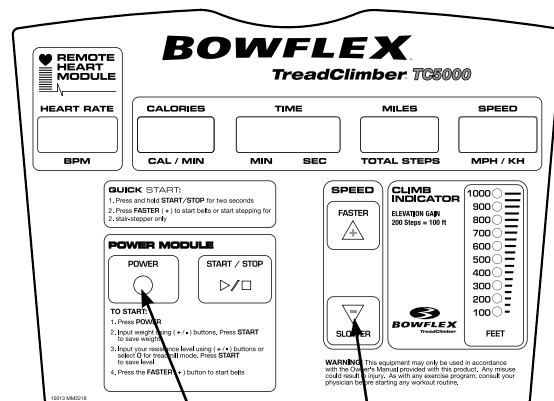 BOWFLEX
TreadClimber TC5000
REMOTE
HEART
MODULE
HEART RATE
BPM
CALORIES
CAL / MIN
TIME
MIN SEC
MILES
TOTAL STEPS
SPEED
MPH / KH
QUICK START:
1. Press and hold START/STOP for two seconds
2. Press FASTER ( + ) to start belts or start stepping for
2. stair-stepper only
POWER MODULE
POWER
START / STOP
TO START:
1. Press POWER
2. Input weight using ( + / - ) buttons. Press START
to save weight
3. Input your resistance level using ( + / - ) buttons or
select 0 for treadmill mode. Press START
to save level
4. Press the FASTER ( + ) button to start belts
SPEED
FASTER
+
-
SLOWER
CLIMB
INDICATOR
ELEVATION GAIN
200 Steps = 100 ft
BOWFLEX
TreadClimber
1000
900
800
700
600
500
400
300
200
100
FEET
WARNING: This equipment may only be used in accordance
with the Owner's Manual provided with this product. Any misuse
could result in injury. As with any exercise program, consult your
physician before starting any workout routine.
10013 MM2218